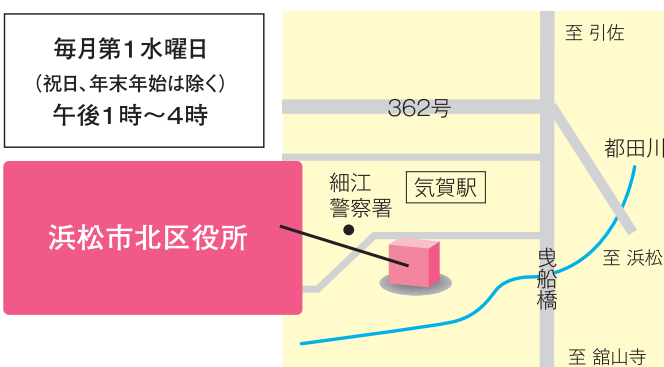 毎月第1水曜日
（祝日、年末年始は除く）
午後1時〜4時
浜松市北区役所
至 引佐
362号
都田川
細江
警察署
気賀駅
至 浜松
曳船橋
至 舘山寺